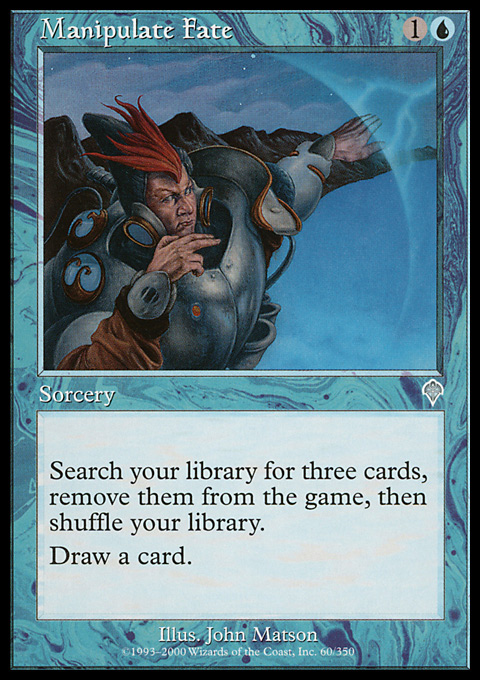 Manipulate Fate 1
Sorcery
Search your library for three cards,
remove them from the game, then
shuffle your library.
Draw a card.
Illus. John Matson
©1993–2000 Wizards of the Coast, Inc. 60/350